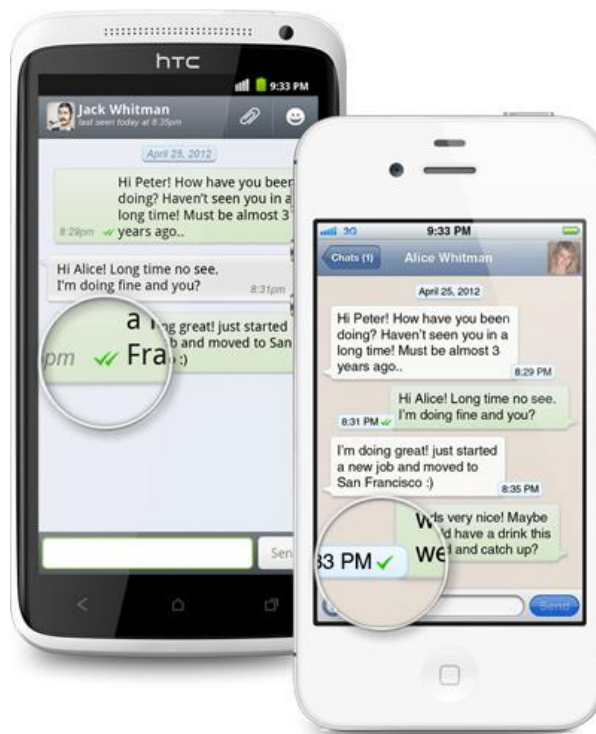 htc
9:33 PM
Jack Whitman
last seen today at 8:35pm
April 25, 2012
Hi Peter! How have you been
doing? Haven't seen you in a
long time! Must be almost 3
8:29pm years ago..
Hi Alice! Long time no see.
I'm doing fine and you?
8:31pm
a
ng great! just started
pm Fra
b and moved to San
o :)
Sen
3G 9:33 PM
Chats (1) Alice Whitman
April 25, 2012
Hi Peter! How have you been
doing? Haven't seen you in a
long time! Must be almost 3
years ago..
8:29 PM
Hi Alice! Long time no see.
I'm doing fine and you?
8:31 PM
I'm doing great! just started
a new job and moved to
San Francisco :)
8:35 PM
ds very nice! Maybe
ld have a drink this
33 PM we
d and catch up?
Send